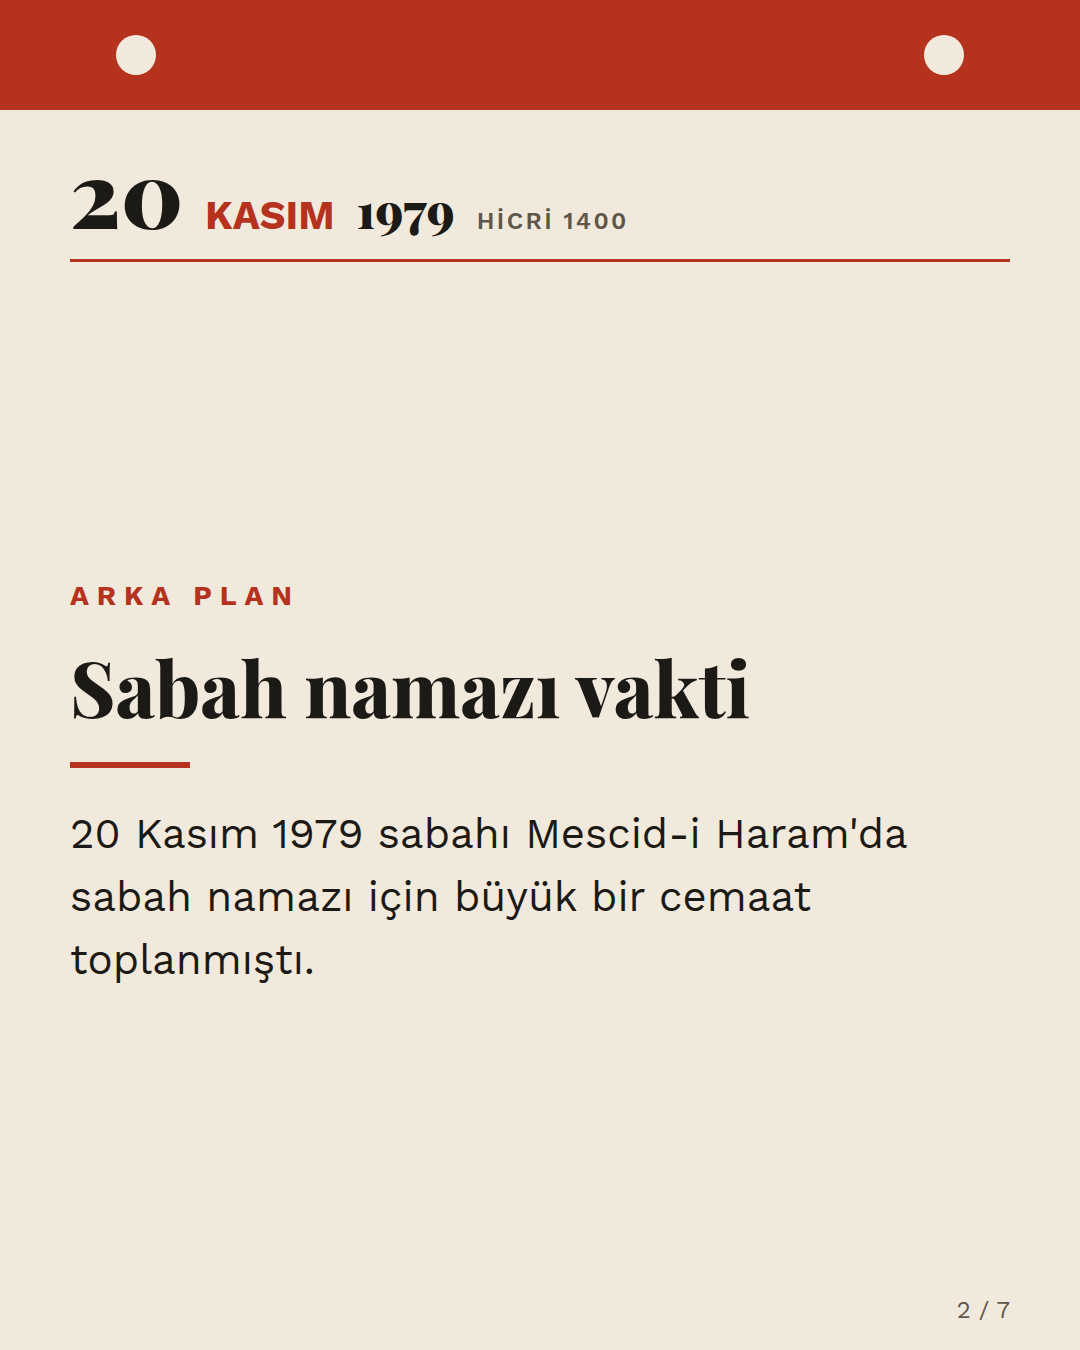 20 KASIM 1979 HİCRİ 1400
ARKA PLAN
Sabah namazı vakti
20 Kasım 1979 sabahı Mescid-i Haram'da
sabah namazı için büyük bir cemaat
toplanmıştı.
2 / 7